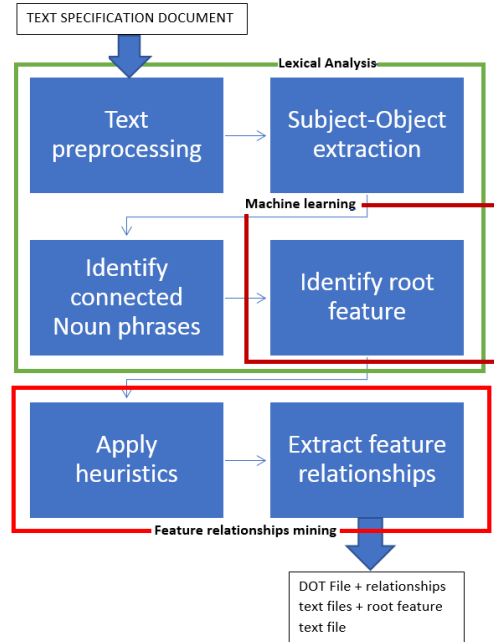 TEXT SPECIFICATION DOCUMENT
Lexical Analysis
Text
preprocessing
Subject-Object
extraction
Machine learning
Identify
connected
Noun phrases
Identify root
feature
Apply
heuristics
Extract feature
relationships
Feature relationships mining
DOT File + relationships
text files + root feature
text file